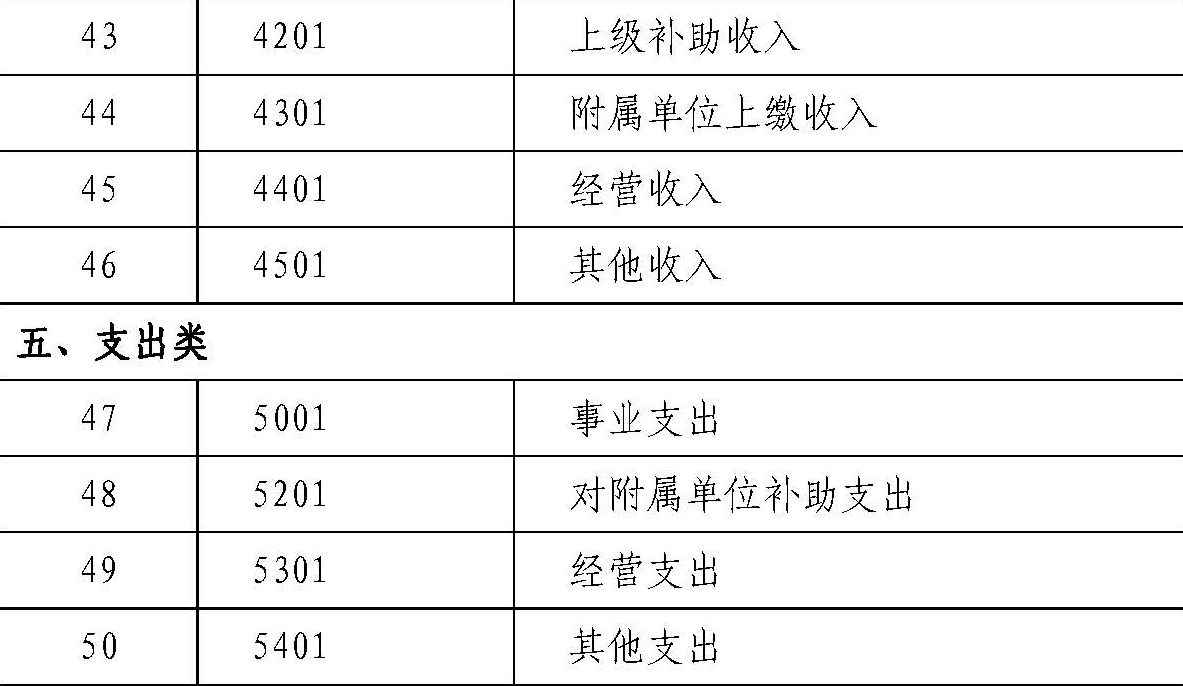 43 4201 上级补助收入
44 4301 附属单位上缴收入
45 4401 经营收入
46 4501 其他收入
五、支出类
47 5001 事业支出
48 5201 对附属单位补助支出
49 5301 经营支出
50 5401 其他支出